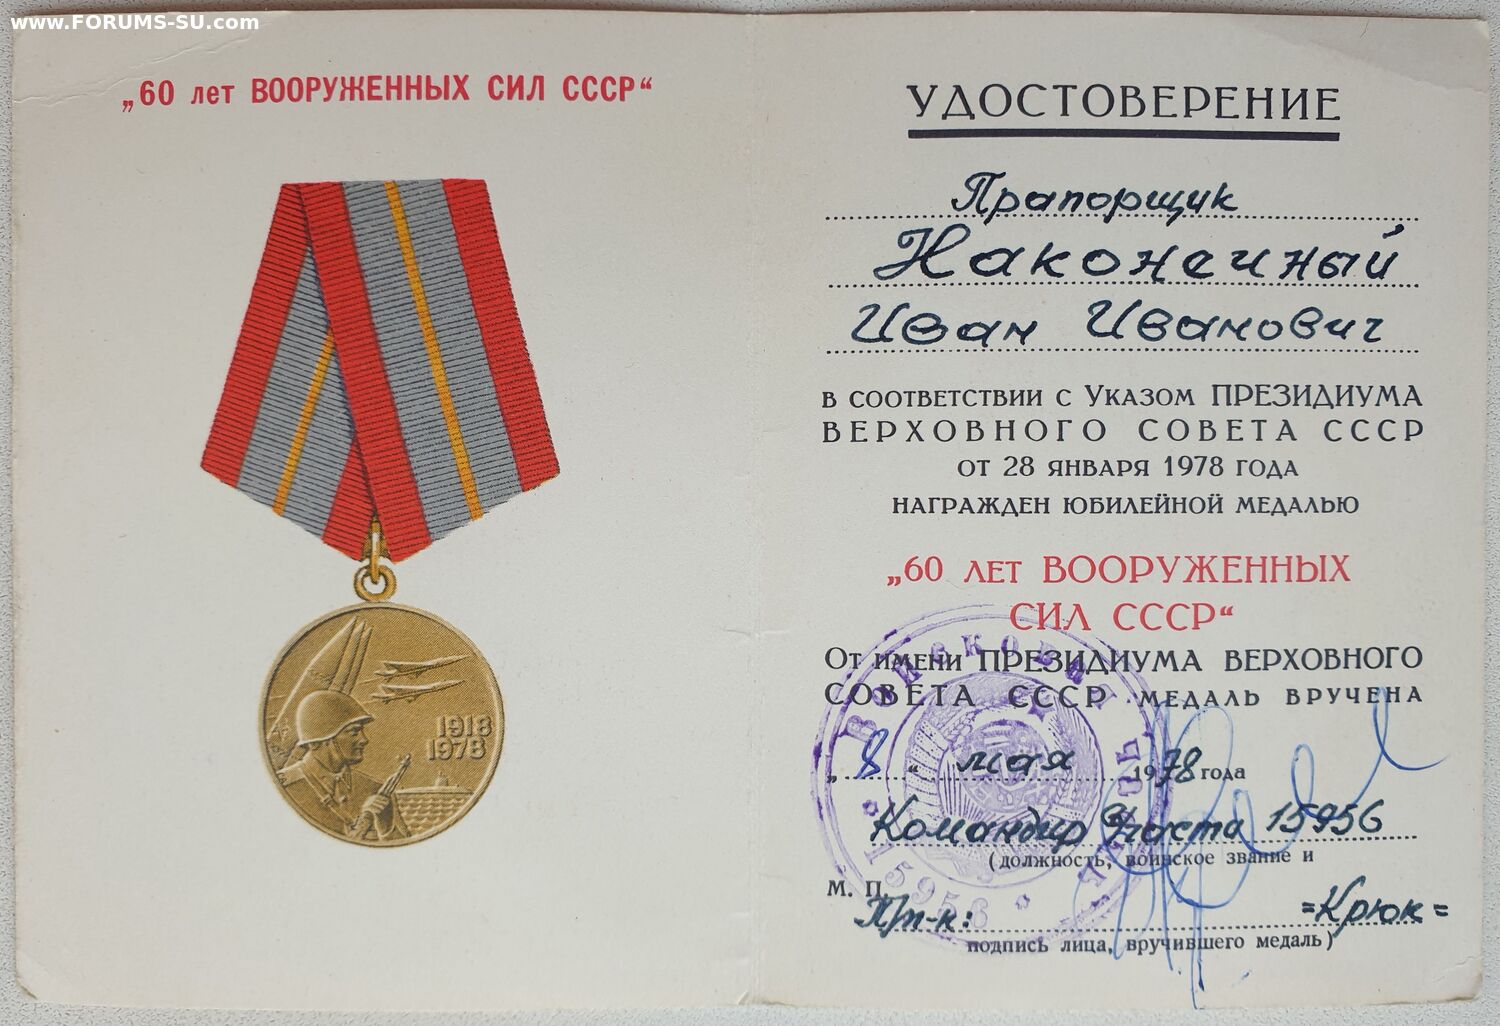 www.FORUMS-SU.com
„60 лет ВООРУЖЕННЫХ СИЛ СССР“
1918
1978
УДОСТОВЕРЕНИЕ
Прапорщик
Наконечный
Иван Иванович
В СООТВЕТСТВИИ С УКАЗОМ ПРЕЗИДИУМА
ВЕРХОВНОГО СОВЕТА СССР
ОТ 28 ЯНВАРЯ 1978 ГОДА
НАГРАЖДЕН ЮБИЛЕЙНОЙ МЕДАЛЬЮ
„60 ЛЕТ ВООРУЖЕННЫХ
СИЛ СССР“
От имени ПРЕЗИДИУМА ВЕРХОВНОГО
СОВЕТА СССР МЕДАЛЬ ВРУЧЕНА
„8“ мая 1978 года
Командир части 15956
(должность, воинское звание и
М. П.
П/п-к: =Крюк=
подпись лица, вручившего медаль)
ВОЙСКОВАЯ ЧАСТЬ
* 15956 *